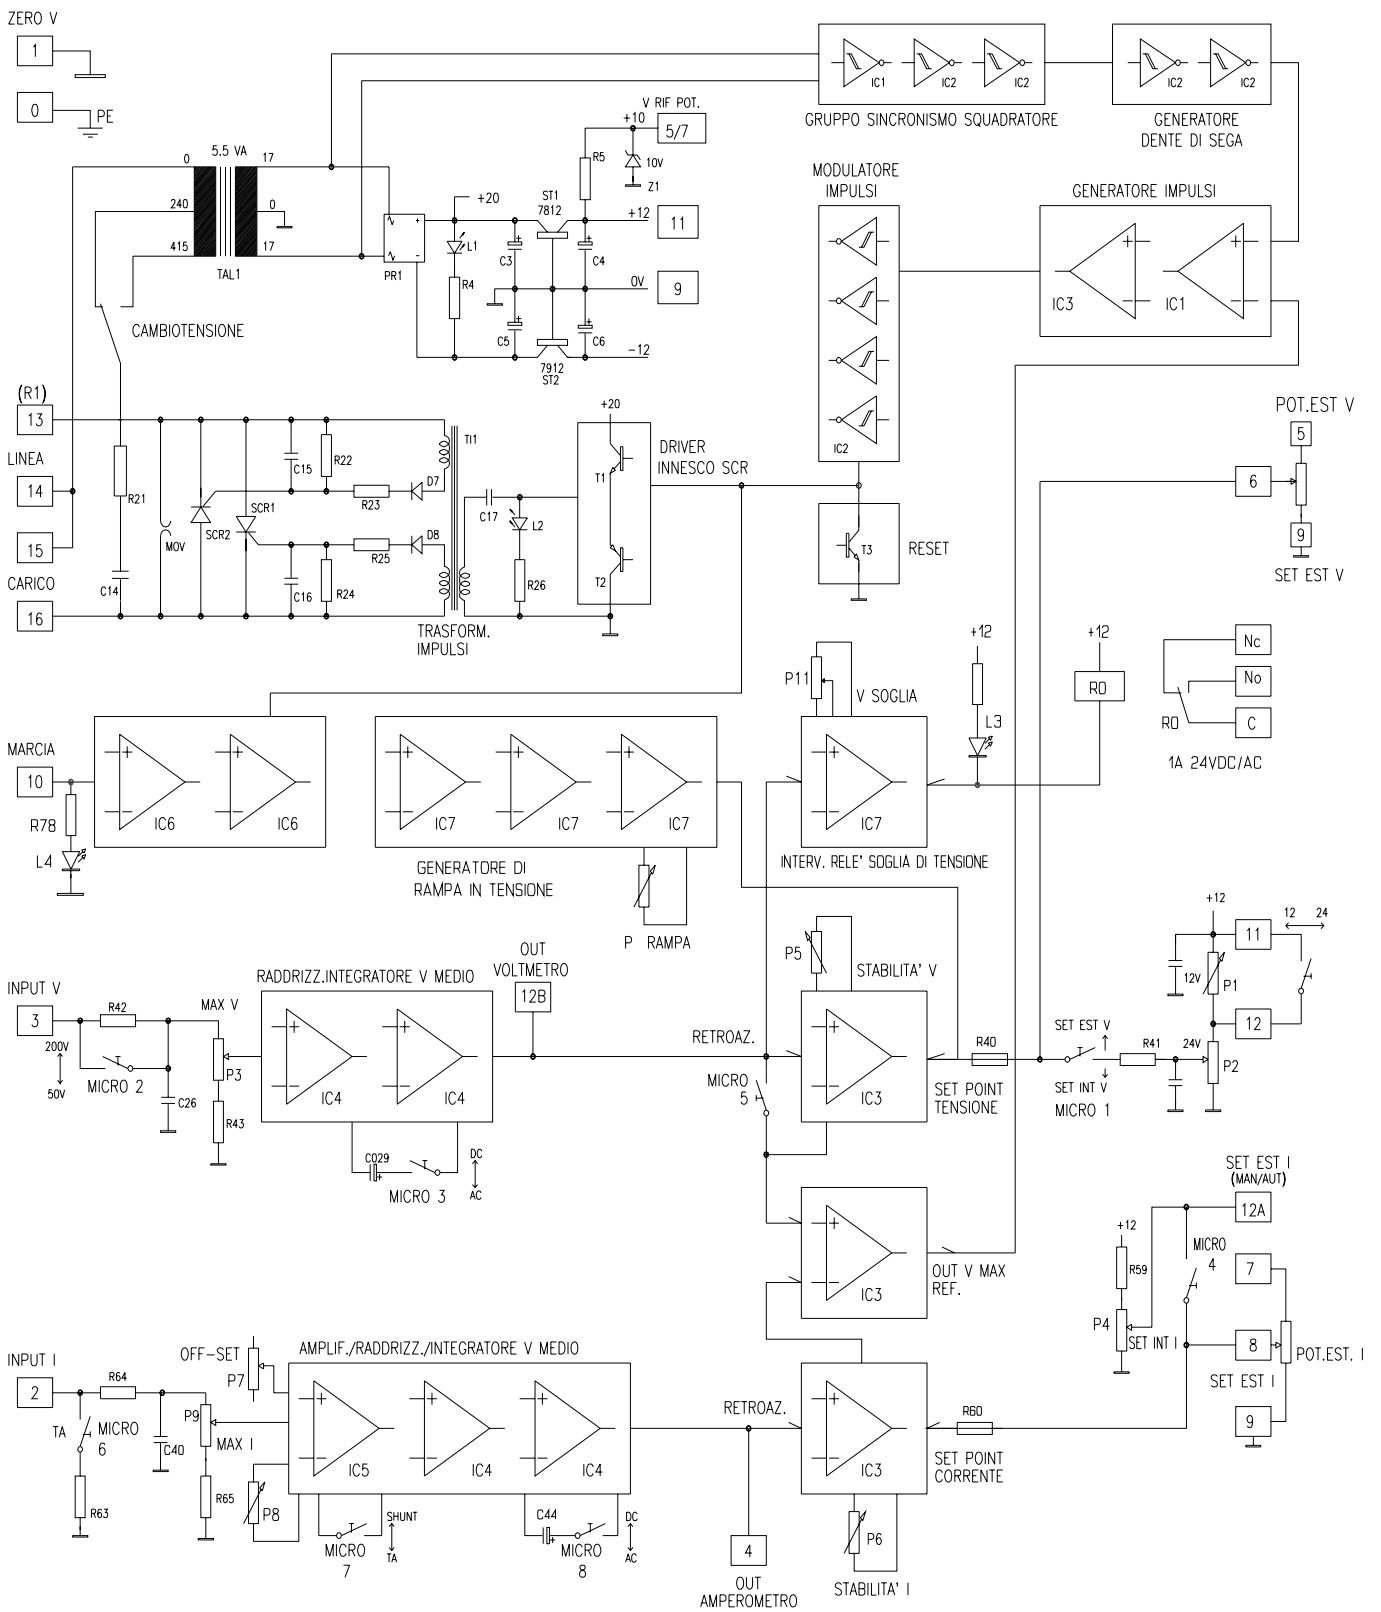 ZERO V
1
0
PE
0
5.5 VA
17
240
0
415
17
TAL1
CAMBIOTENSIONE
PR1
+20
L1
R4
C3
C5
ST1
7812
C4
C6
7912
ST2
R5
+10
V RIF POT.
5/7
10V
Z1
+12
11
0V
9
-12
IC1
IC2
IC2
GRUPPO SINCRONISMO SQUADRATORE
IC2
IC2
GENERATORE
DENTE DI SEGA
MODULATORE
IMPULSI
IC2
GENERATORE IMPULSI
IC3
IC1
(R1)
13
LINEA
14
15
CARICO
16
R21
C14
MOV
SCR2
SCR1
C15
R22
R23
D7
C16
R24
R25
D8
TI1
TRASFORM.
IMPULSI
C17
L2
R26
+20
T1
T2
DRIVER
INNESCO SCR
T3
RESET
POT.EST V
5
6
9
SET EST V
MARCIA
10
R78
L4
IC6
IC6
IC7
IC7
IC7
GENERATORE DI
RAMPA IN TENSIONE
P RAMPA
P11
V SOGLIA
IC7
INTERV. RELE' SOGLIA DI TENSIONE
+12
L3
+12
R0
Nc
No
C
R0
1A 24VDC/AC
INPUT V
3
R42
200V
50V
MICRO 2
C26
MAX V
P3
R43
RADDRIZZ.INTEGRATORE V MEDIO
IC4
IC4
C029
MICRO 3
DC
AC
OUT
VOLTMETRO
12B
RETROAZ.
MICRO
5
P5
STABILITA' V
IC3
R40
SET POINT
TENSIONE
SET EST V
SET INT V
MICRO 1
R41
24V
P2
12V
P1
+12
11
12
12
24
IC3
OUT V MAX
REF.
SET EST I
(MAN/AUT)
12A
+12
R59
P4
SET INT I
MICRO
4
7
8
SET EST I
9
POT.EST. I
INPUT I
2
R64
TA
MICRO
6
R63
C40
P9
MAX I
R65
OFF-SET
P7
P8
AMPLIF./RADDRIZZ./INTEGRATORE V MEDIO
IC5
IC4
IC4
MICRO
7
SHUNT
TA
C44
MICRO
8
DC
AC
RETROAZ.
4
OUT
AMPEROMETRO
IC3
R60
SET POINT
CORRENTE
P6
STABILITA' I